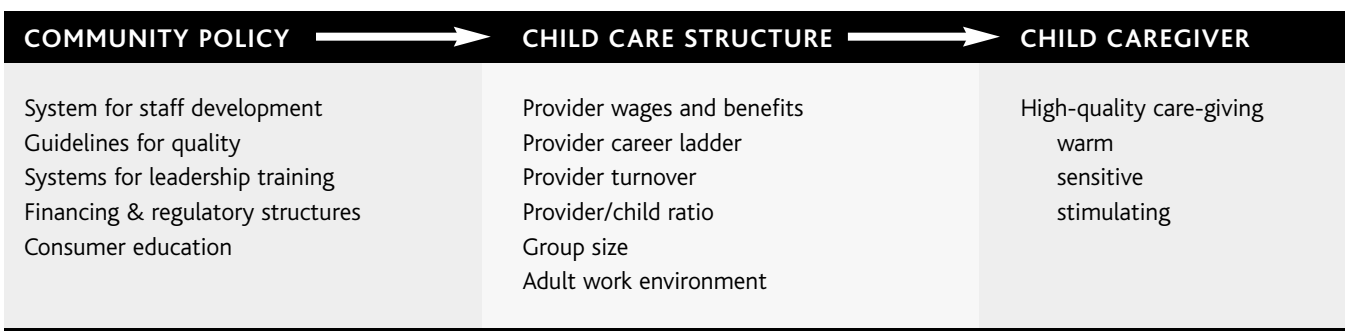 COMMUNITY POLICY
System for staff development
Guidelines for quality
Systems for leadership training
Financing & regulatory structures
Consumer education
CHILD CARE STRUCTURE
Provider wages and benefits
Provider career ladder
Provider turnover
Provider/child ratio
Group size
Adult work environment
CHILD CAREGIVER
High-quality care-giving
warm
sensitive
stimulating